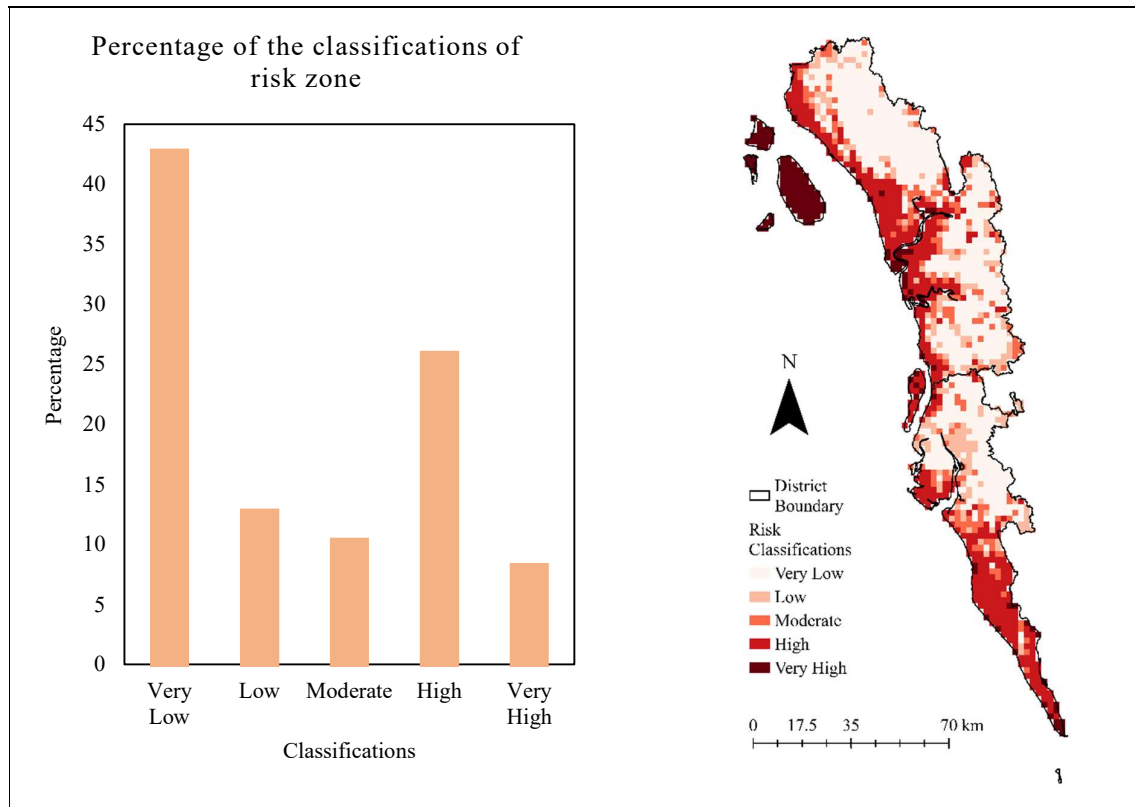 Percentage of the classifications of
risk zone
45
40
35
30
25
20
15
10
5
0
Percentage
Very
Low
Low
Moderate
High
Very
High
Classifications
N
District
Boundary
Risk
Classifications
Very Low
Low
Moderate
High
Very High
0 17.5 35 70 km